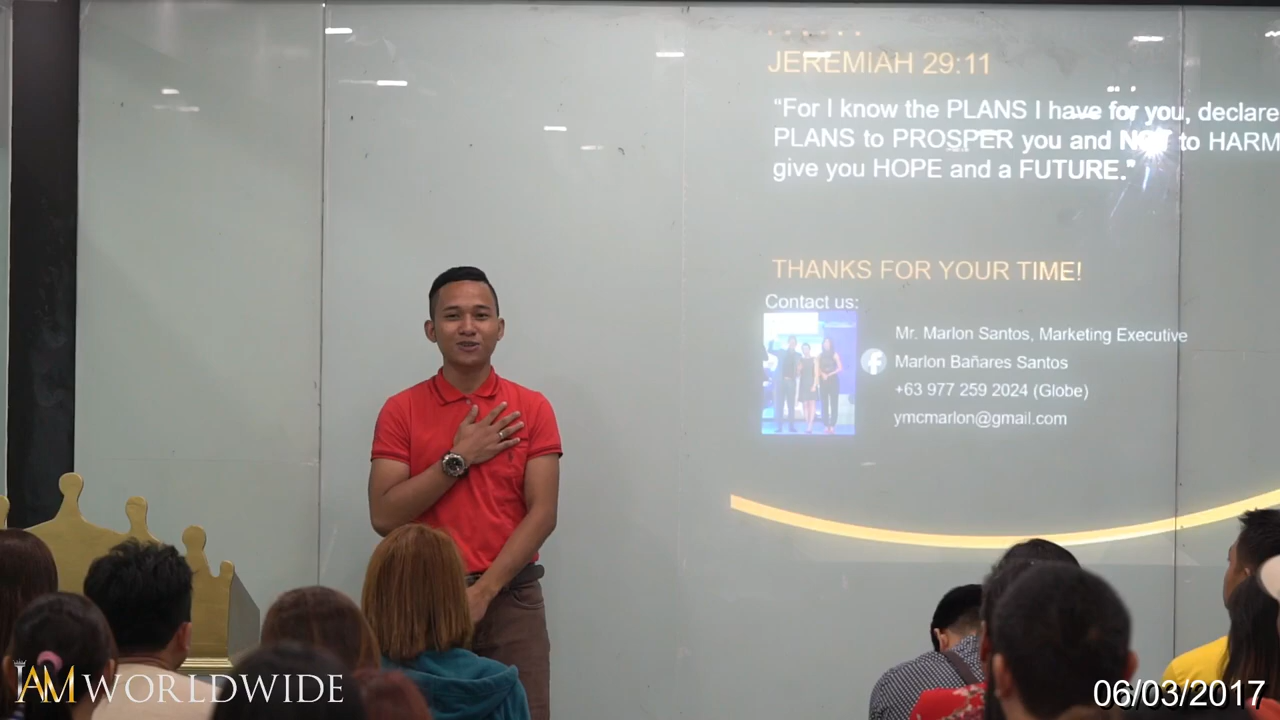 JEREMIAH 29:11
“For I know the PLANS I have for you, declare
PLANS to PROSPER you and NOT to HARM
give you HOPE and a FUTURE.”
THANKS FOR YOUR TIME!
Contact us:
Mr. Marlon Santos, Marketing Executive
f Marlon Bañares Santos
+63 977 259 2024 (Globe)
ymcmarlon@gmail.com
IAM WORLDWIDE
06/03/2017